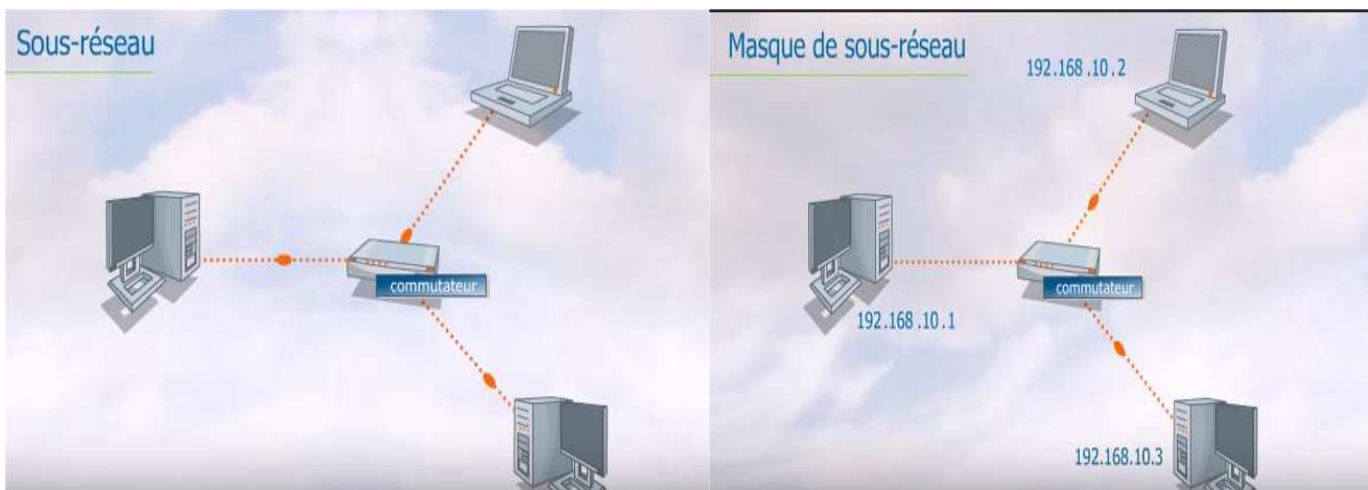 Sous-réseau
commutateur
Masque de sous-réseau
192.168.10.2
commutateur
192.168.10.1
192.168.10.3